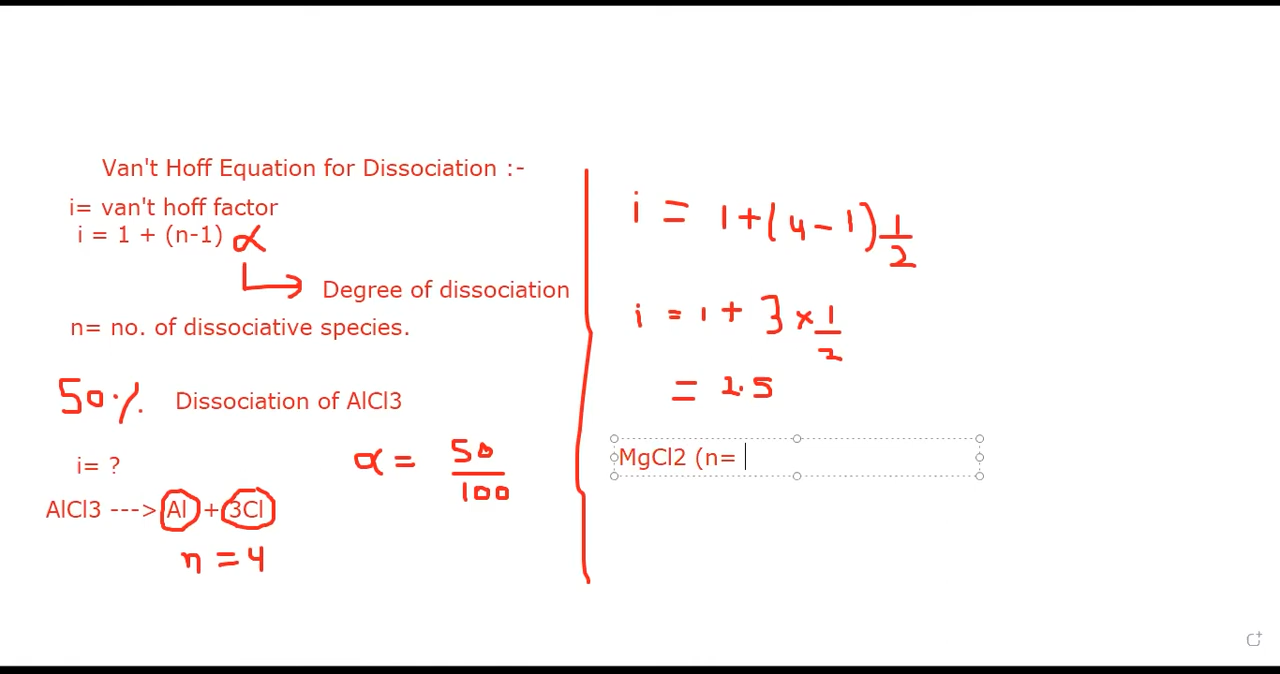 Van't Hoff Equation for Dissociation :-
i= van't hoff factor
i = 1 + (n-1) α
Degree of dissociation
n= no. of dissociative species.
50% Dissociation of AlCl3
i= ?
α = 50/100
AlCl3 ---> Al + 3Cl
n = 4
i = 1+(4-1) 1/2
i = 1 + 3 × 1/2
= 2.5
MgCl2 (n=